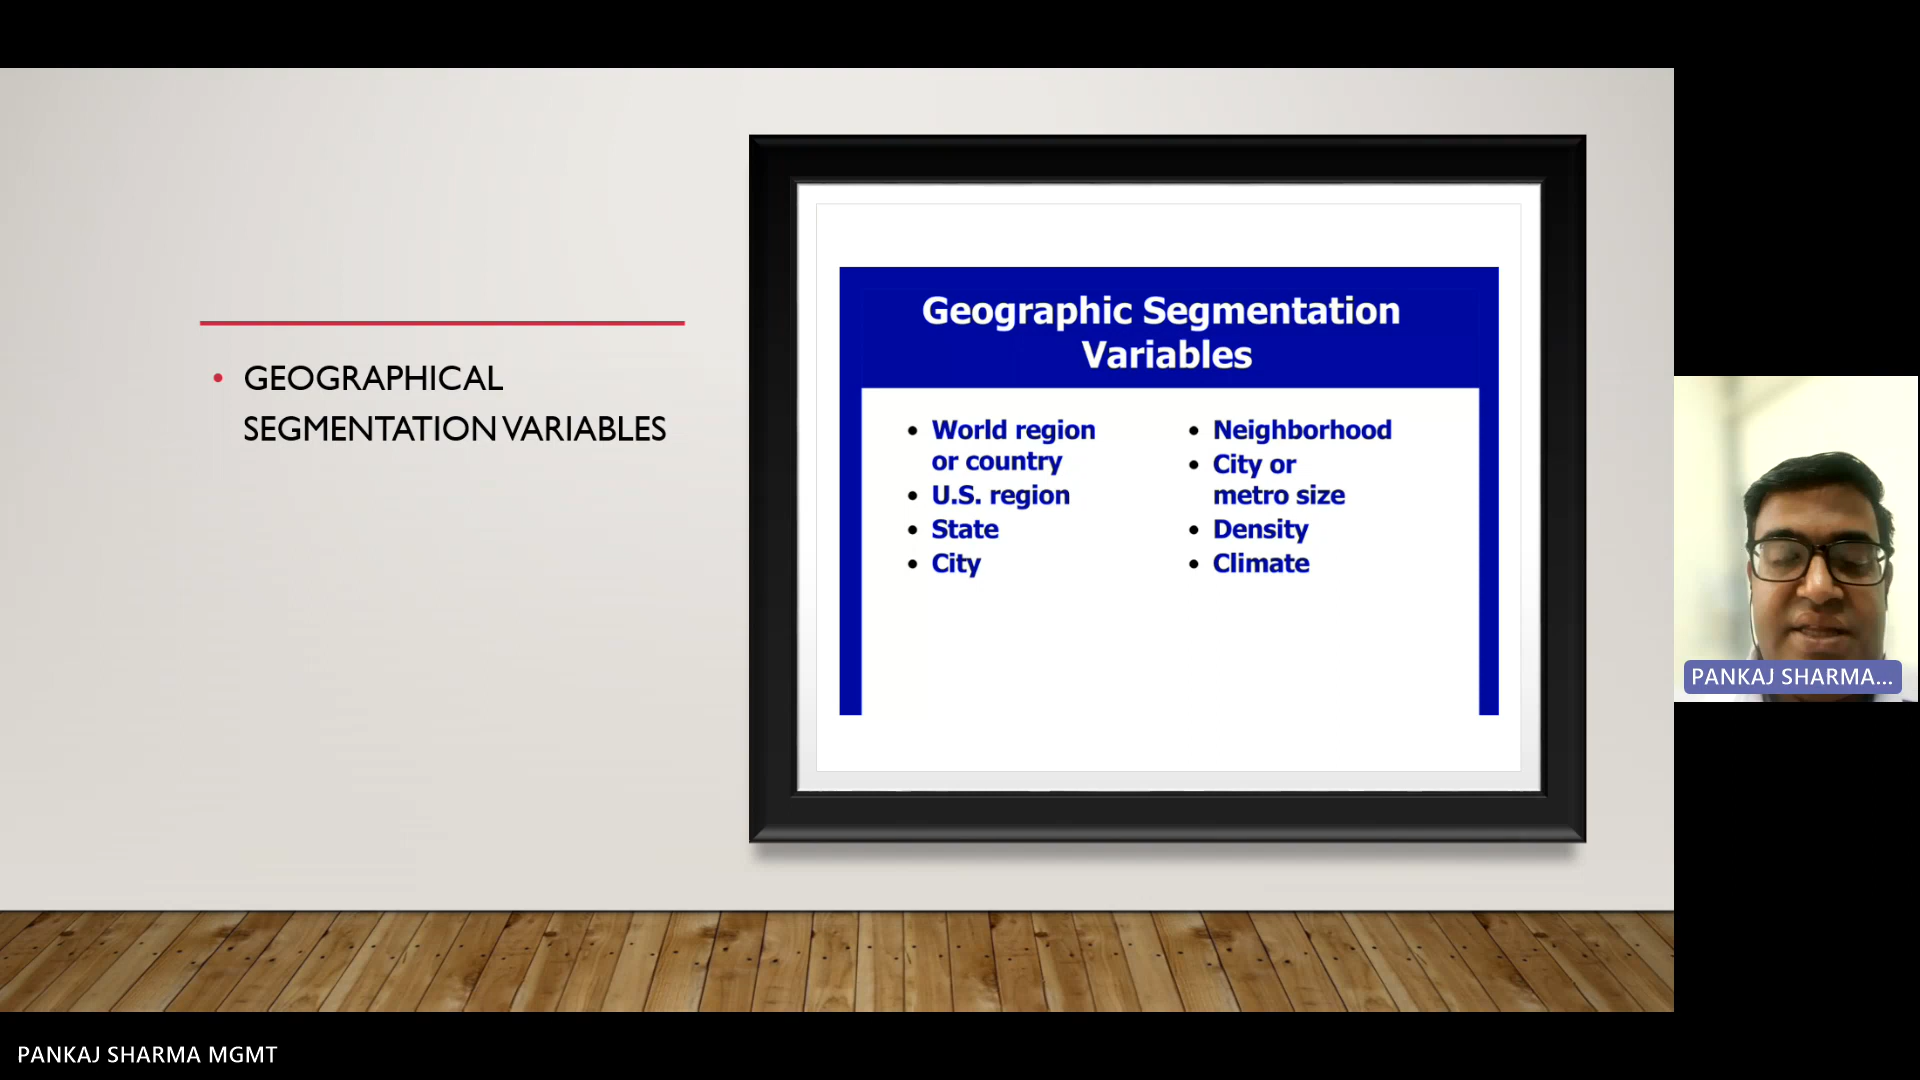 • GEOGRAPHICAL
SEGMENTATION VARIABLES
Geographic Segmentation
Variables
• World region
or country
• U.S. region
• State
• City
• Neighborhood
• City or
metro size
• Density
• Climate
PANKAJ SHARMA...
PANKAJ SHARMA MGMT